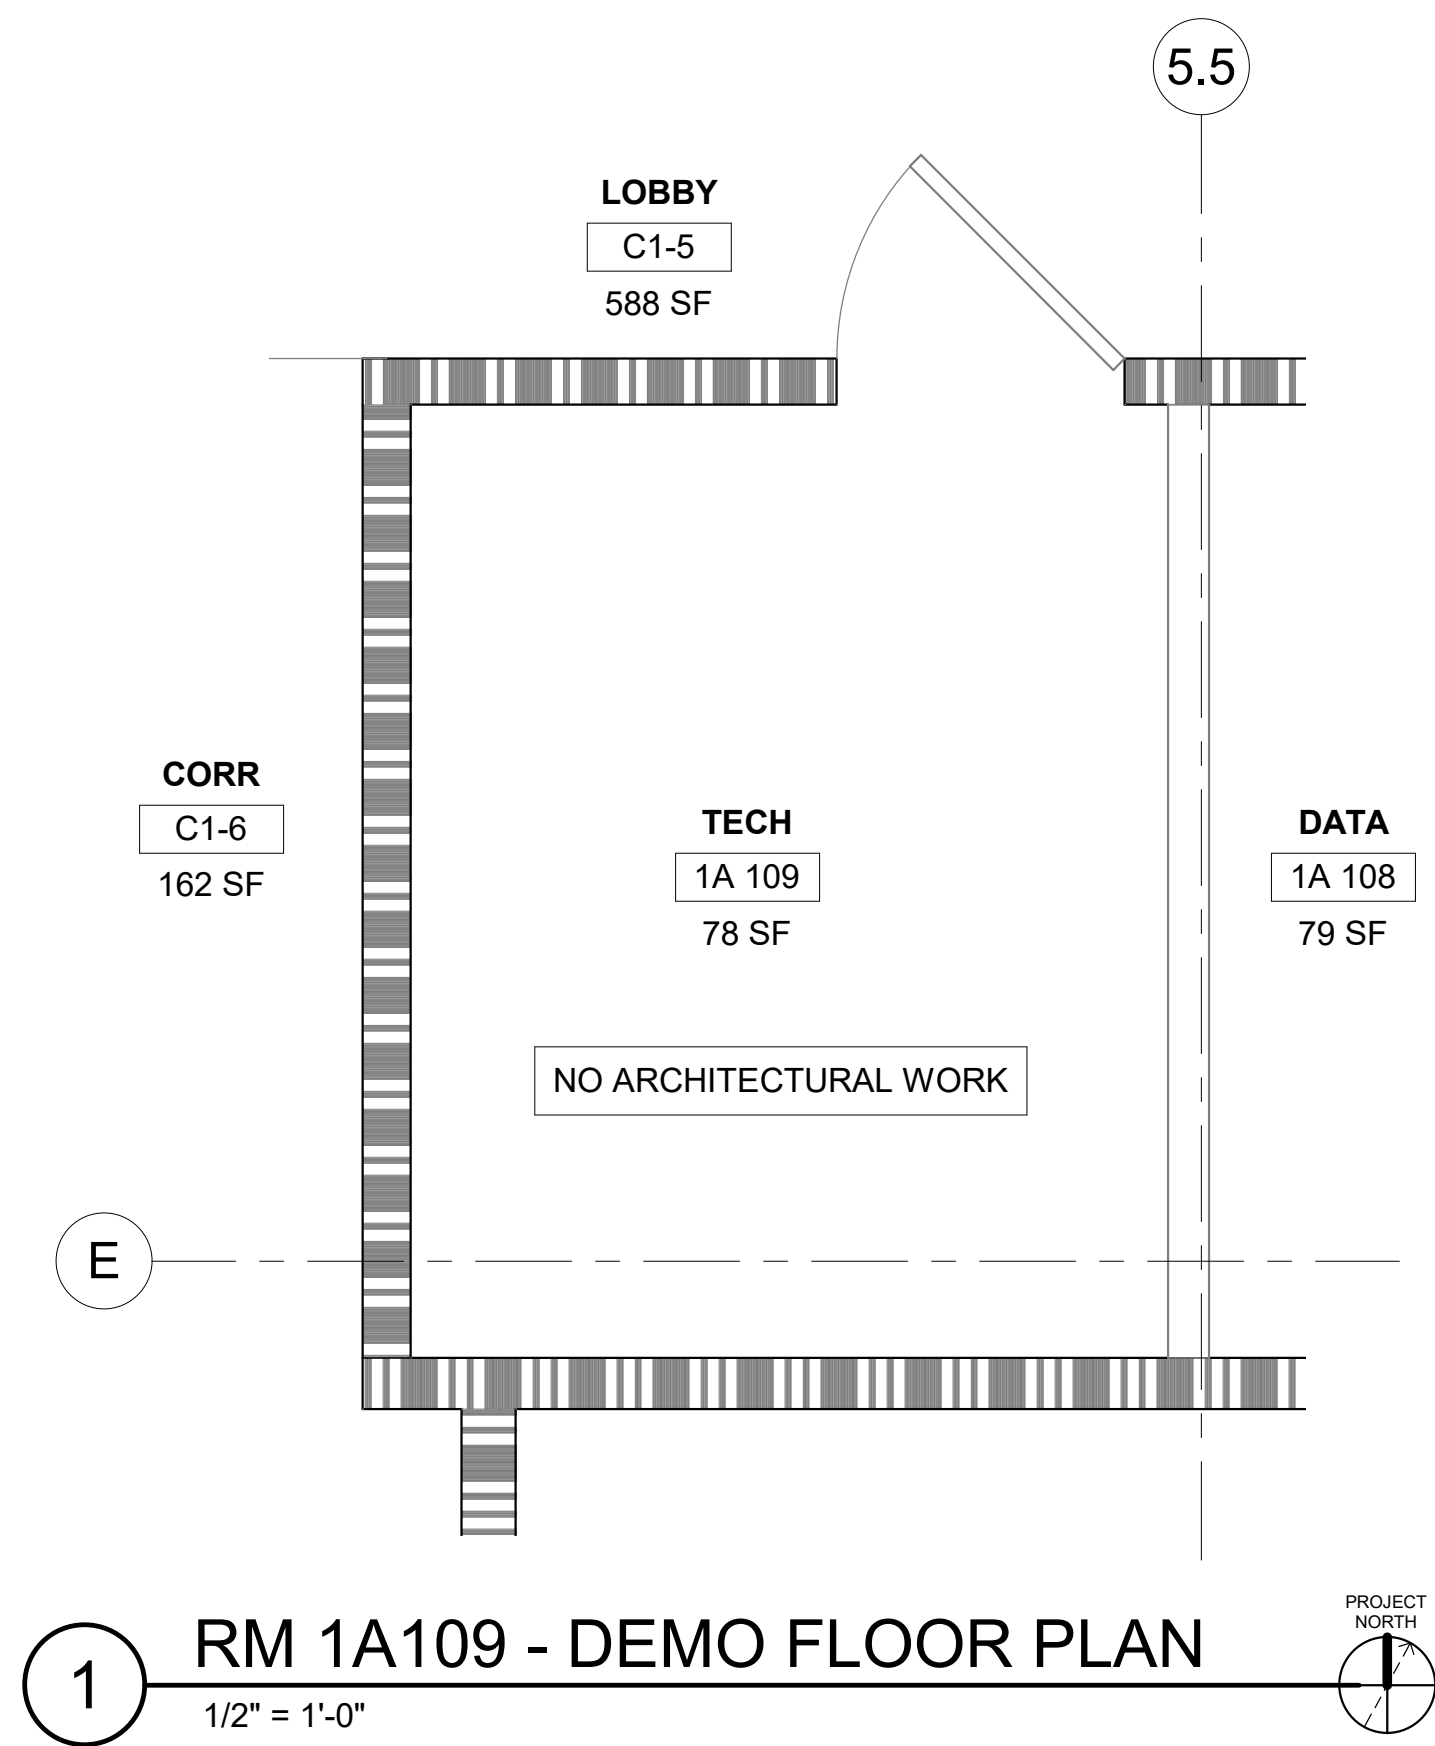 5.5
LOBBY
C1-5
588 SF
CORR
C1-6
162 SF
TECH
1A 109
78 SF
DATA
1A 108
79 SF
NO ARCHITECTURAL WORK
E
PROJECT
NORTH
1
RM 1A109 - DEMO FLOOR PLAN
1/2" = 1'-0"